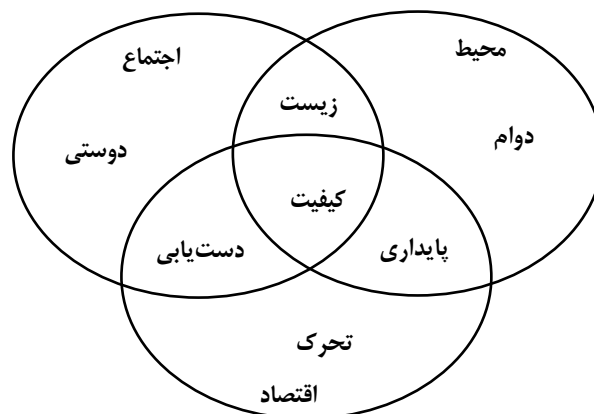 محیط
اجتماع
زیست
دوام
دوستی
کیفیت
پایداری
دست‌یابی
تحرک
اقتصاد